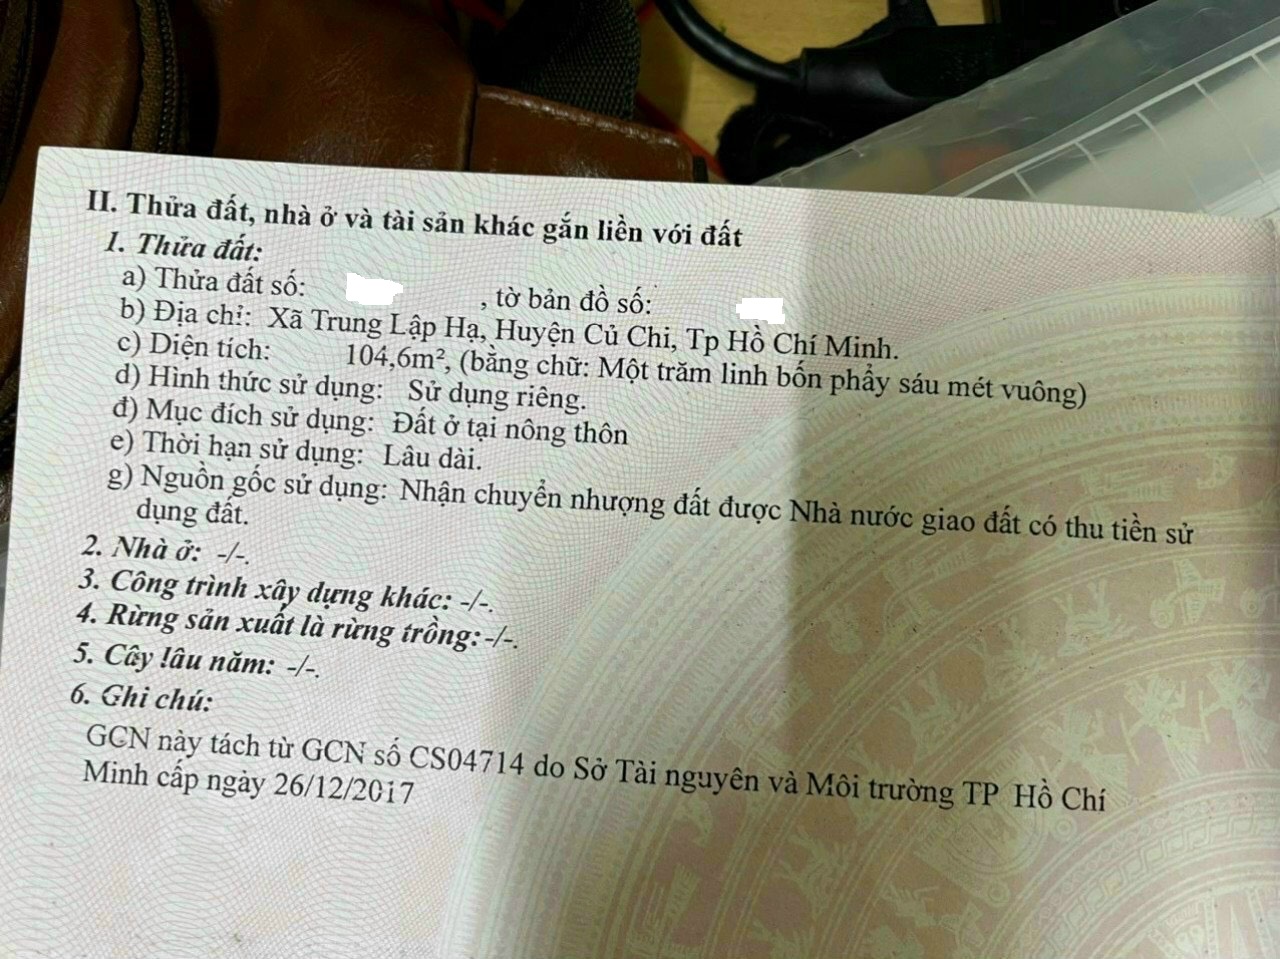 II. Thửa đất, nhà ở và tài sản khác gắn liền với đất
1. Thửa đất:
a) Thửa đất số: , tờ bản đồ số:
b) Địa chỉ: Xã Trung Lập Hạ, Huyện Củ Chi, Tp Hồ Chí Minh.
c) Diện tích: 104,6m², (bằng chữ: Một trăm linh bốn phẩy sáu mét vuông)
d) Hình thức sử dụng: Sử dụng riêng.
đ) Mục đích sử dụng: Đất ở tại nông thôn
e) Thời hạn sử dụng: Lâu dài.
g) Nguồn gốc sử dụng: Nhận chuyển nhượng đất được Nhà nước giao đất có thu tiền sử
dụng đất.
2. Nhà ở: -/-.
3. Công trình xây dựng khác: -/-.
4. Rừng sản xuất là rừng trồng: -/-.
5. Cây lâu năm: -/-.
6. Ghi chú:
GCN này tách từ GCN số CS04714 do Sở Tài nguyên và Môi trường TP Hồ Chí
Minh cấp ngày 26/12/2017